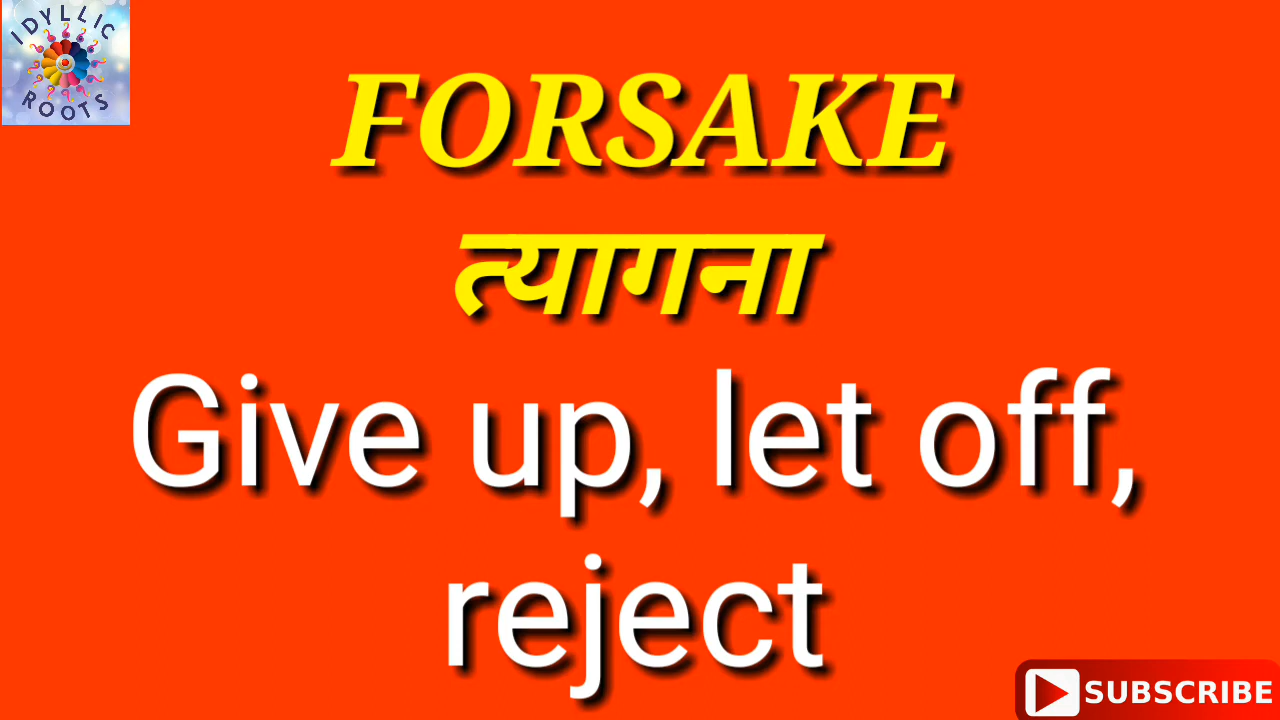 IDYLLIC
ROOTS
FORSAKE
त्यागना
Give up, let off,
reject
SUBSCRIBE